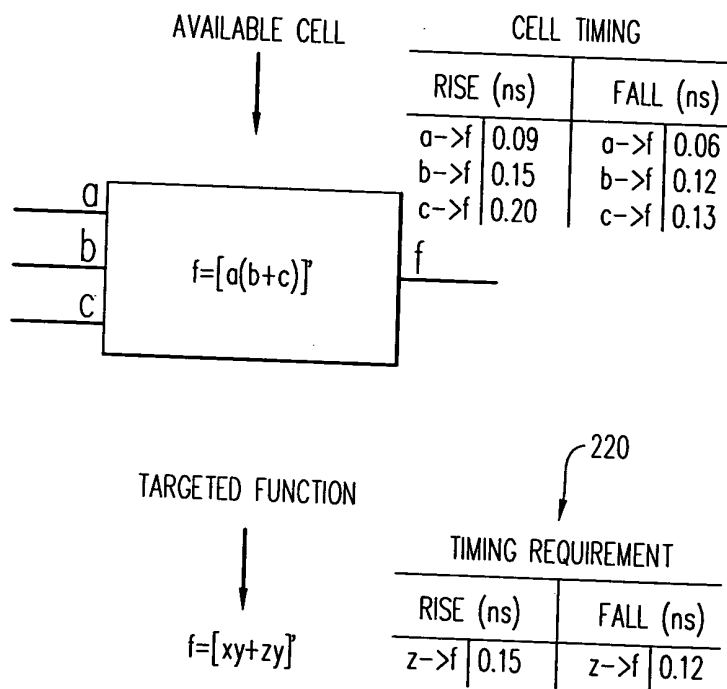 AVAILABLE CELL
CELL TIMING
RISE (ns) FALL (ns)
a->f 0.09 a->f 0.06
b->f 0.15 b->f 0.12
c->f 0.20 c->f 0.13
a
b
c
f=[a(b+c)]'
f
220
TARGETED FUNCTION
TIMING REQUIREMENT
RISE (ns) FALL (ns)
f=[xy+zy]'
z->f 0.15 z->f 0.12